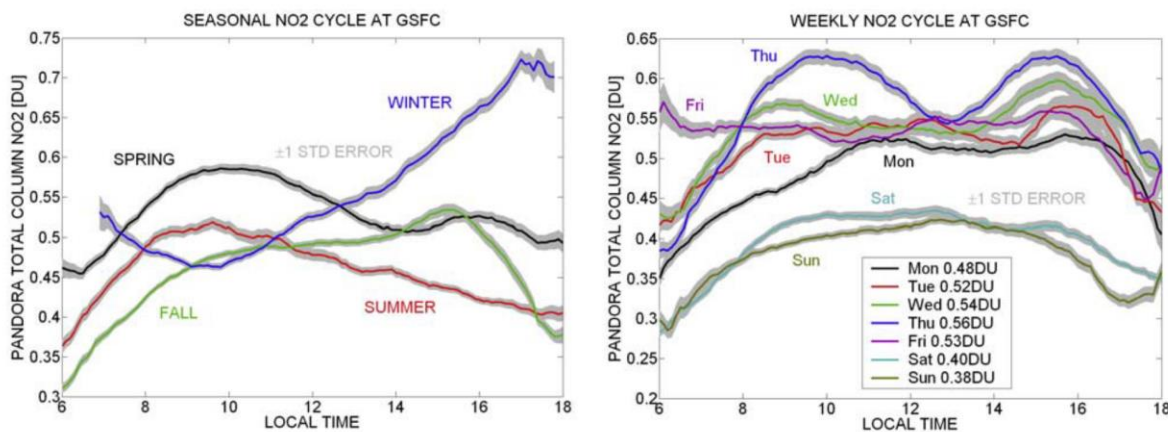 SEASONAL NO2 CYCLE AT GSFC
PANDORA TOTAL COLUMN NO2 [DU]
0.75
0.7
0.65
0.6
0.55
0.5
0.45
0.4
0.35
0.3
WINTER
SPRING
±1 STD ERROR
FALL
SUMMER
6 8 10 12 14 16 18
LOCAL TIME
WEEKLY NO2 CYCLE AT GSFC
PANDORA TOTAL COLUMN NO2 [DU]
0.65
0.6
0.55
0.5
0.45
0.4
0.35
0.3
0.25
0.2
Thu
Fri
Wed
Tue
Mon
Sat
±1 STD ERROR
Sun
Mon 0.48DU
Tue 0.52DU
Wed 0.54DU
Thu 0.56DU
Fri 0.53DU
Sat 0.40DU
Sun 0.38DU
6 8 10 12 14 16 18
LOCAL TIME